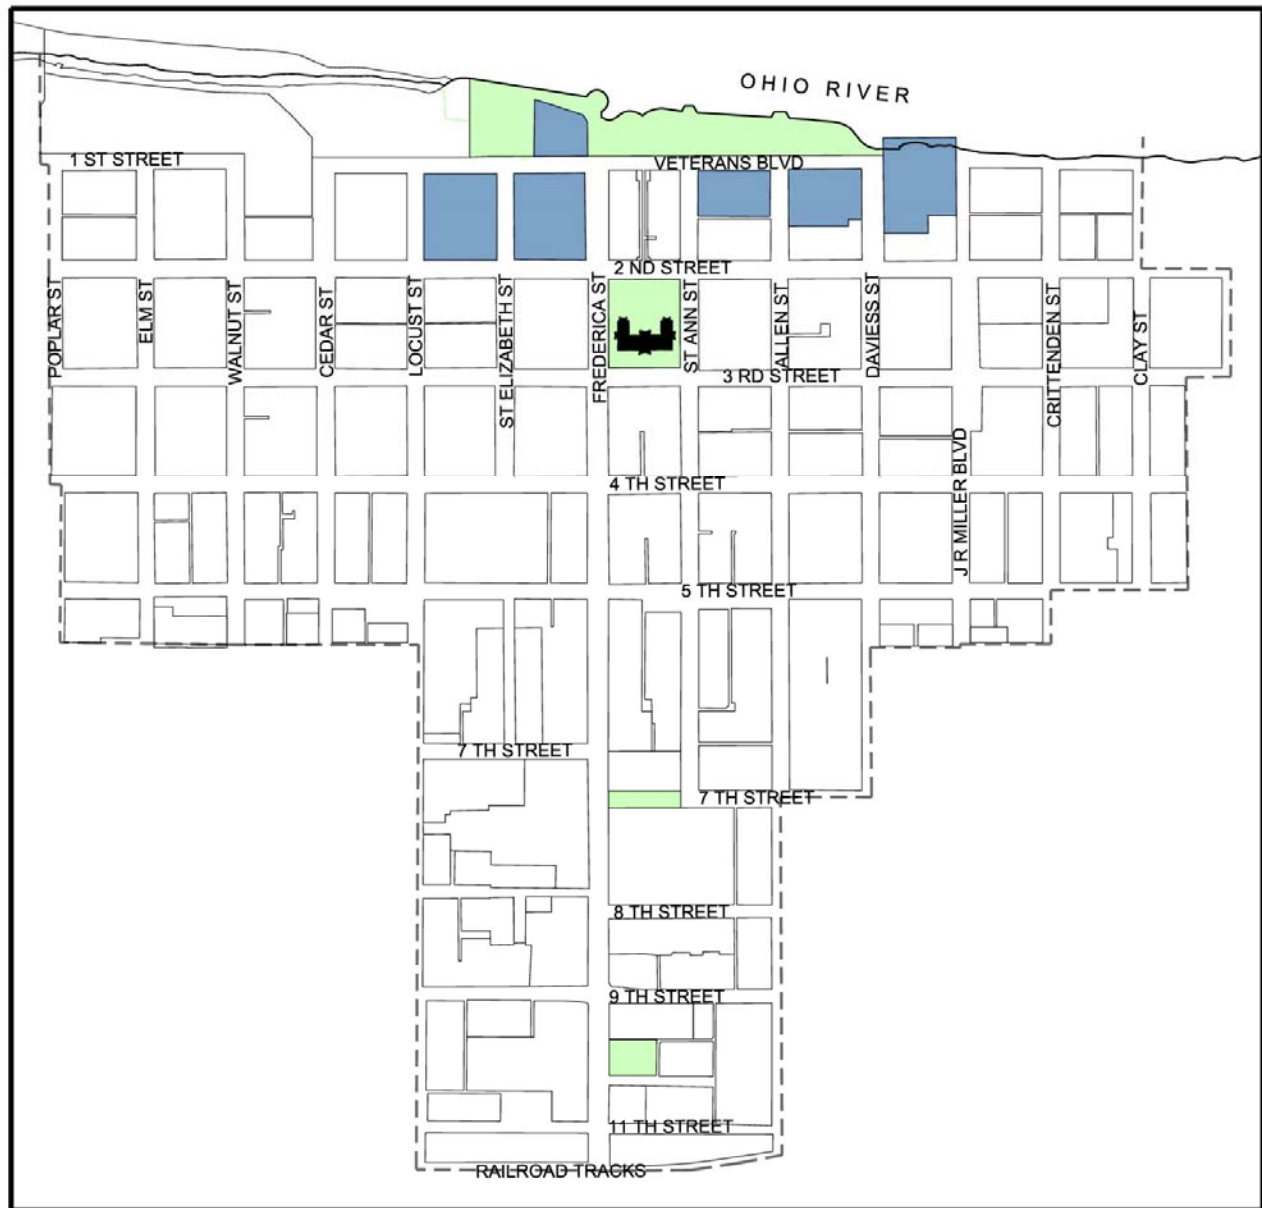 OHIO RIVER
1 ST STREET
VETERANS BLVD
2 ND STREET
POPLAR ST
ELM ST
WALNUT ST
CEDAR ST
LOCUST ST
ST ELIZABETH ST
FREDERICA ST
ST ANN ST
ALLEN ST
DAVIESS ST
CRITTENDEN ST
CLAY ST
3 RD STREET
J R MILLER BLVD
4 TH STREET
5 TH STREET
7 TH STREET
7 TH STREET
8 TH STREET
9 TH STREET
11 TH STREET
RAILROAD TRACKS